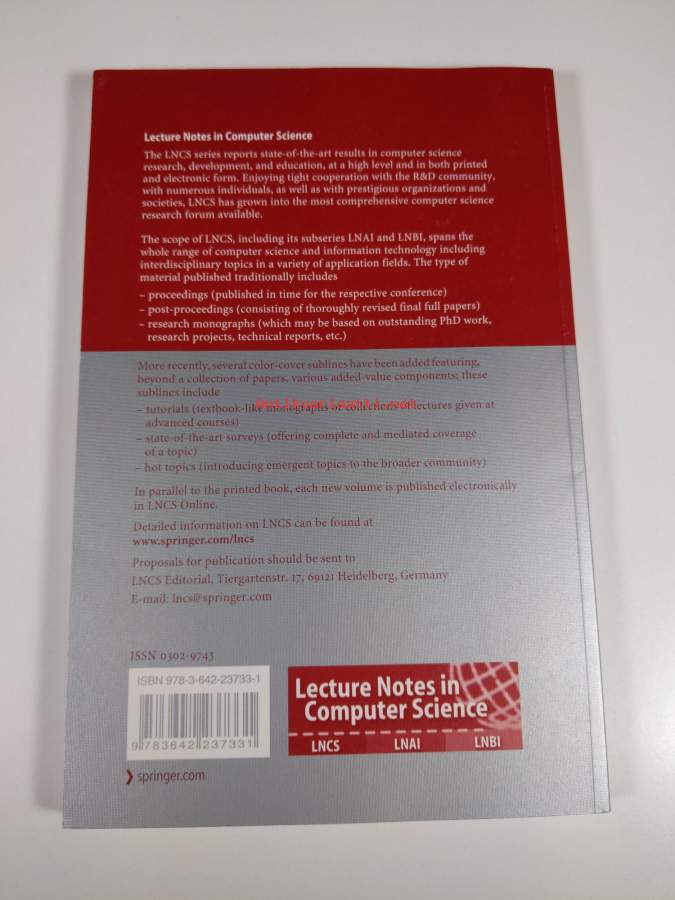 Lecture Notes in Computer Science
The LNCS series reports state-of-the-art results in computer science
research, development, and education, at a high level and in both printed
and electronic form. Enjoying tight cooperation with the R&D community,
with numerous individuals, as well as with prestigious organizations and
societies, LNCS has grown into the most comprehensive computer science
research forum available.
The scope of LNCS, including its subseries LNAI and LNBI, spans the
whole range of computer science and information technology including
interdisciplinary topics in a variety of application fields. The type of
material published traditionally includes
– proceedings (published in time for the respective conference)
– post-proceedings (consisting of thoroughly revised final full papers)
– research monographs (which may be based on outstanding PhD work,
research projects, technical reports, etc.)
More recently, several color-cover sublines have been added featuring,
beyond a collection of papers, various added-value components; these
sublines include
– tutorials (textbook-like monographs or collections of lectures given at
advanced courses)
– state-of-the-art surveys (offering complete and mediated coverage
of a topic)
– hot topics (introducing emergent topics to the broader community)
In parallel to the printed book, each new volume is published electronically
in LNCS Online.
Detailed information on LNCS can be found at
www.springer.com/lncs
Proposals for publication should be sent to
LNCS Editorial, Tiergartenstr. 17, 69121 Heidelberg, Germany
E-mail: lncs@springer.com
ISSN 0302-9743
ISBN 978-3-642-23733-1
9 783642 237331
Lecture Notes in
Computer Science
LNCS LNAI LNBI
springer.com